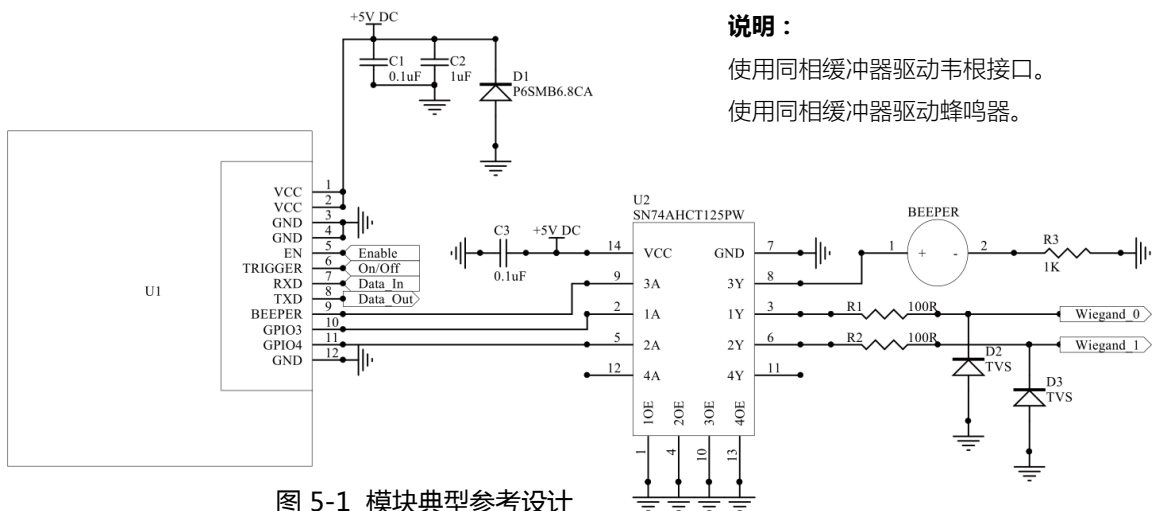 +5V DC
C1
0.1uF
C2
1uF
D1
P6SMB6.8CA
说明：
使用同相缓冲器驱动韦根接口。
使用同相缓冲器驱动蜂鸣器。
U1
VCC 1
VCC 2
GND 3
GND 4
EN 5 Enable
TRIGGER 6 On/Off
RXD 7 Data_In
TXD 8 Data_Out
BEEPER 9
GPIO3 10
GPIO4 11
GND 12
C3
0.1uF
+5V DC
U2
SN74AHCT125PW
14 VCC GND 7
9 3A 3Y 8
2 1A 1Y 3
5 2A 2Y 6
12 4A 4Y 11
1OE 2OE 3OE 4OE
1 4 10 13
BEEPER
1 + - 2
R3
1K
R1 100R
Wiegand_0
R2 100R
Wiegand_1
D2
TVS
D3
TVS
图 5-1 模块典型参考设计